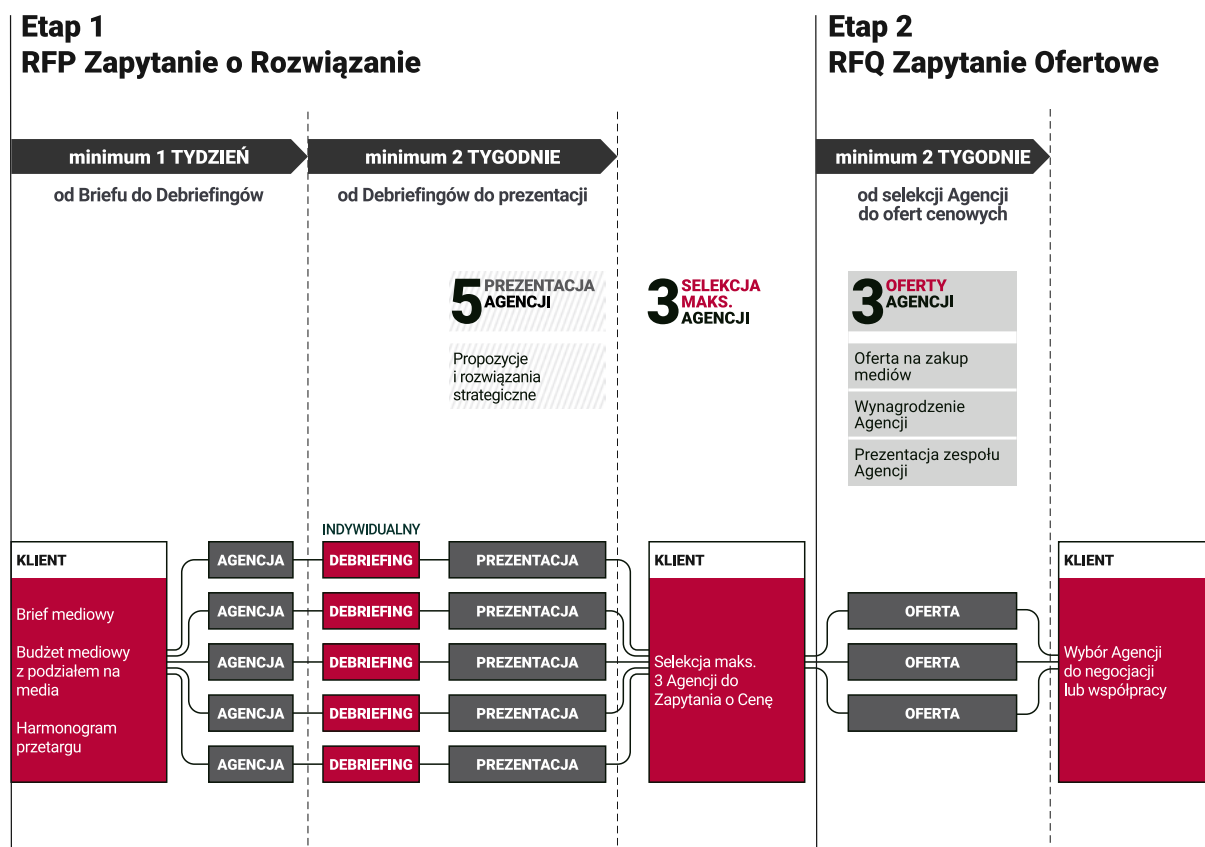 Etap 1
RFP Zapytanie o Rozwiązanie
Etap 2
RFQ Zapytanie Ofertowe
minimum 1 TYDZIEŃ
minimum 2 TYGODNIE
minimum 2 TYGODNIE
od Briefu do Debriefingów
od Debriefingów do prezentacji
od selekcji Agencji
do ofert cenowych
5 PREZENTACJA
AGENCJI
Propozycje
i rozwiązania
strategiczne
3 SELEKCJA
MAKS.
AGENCJI
3 OFERTY
AGENCJI
Oferta na zakup
mediów
Wynagrodzenie
Agencji
Prezentacja zespołu
Agencji
KLIENT
Brief mediowy
Budżet mediowy
z podziałem na
media
Harmonogram
przetargu
INDYWIDUALNY
AGENCJA DEBRIEFING PREZENTACJA
AGENCJA DEBRIEFING PREZENTACJA
AGENCJA DEBRIEFING PREZENTACJA
AGENCJA DEBRIEFING PREZENTACJA
AGENCJA DEBRIEFING PREZENTACJA
KLIENT
Selekcja maks.
3 Agencji do
Zapytania o Cenę
OFERTA
OFERTA
OFERTA
KLIENT
Wybór Agencji
do negocjacji
lub współpracy